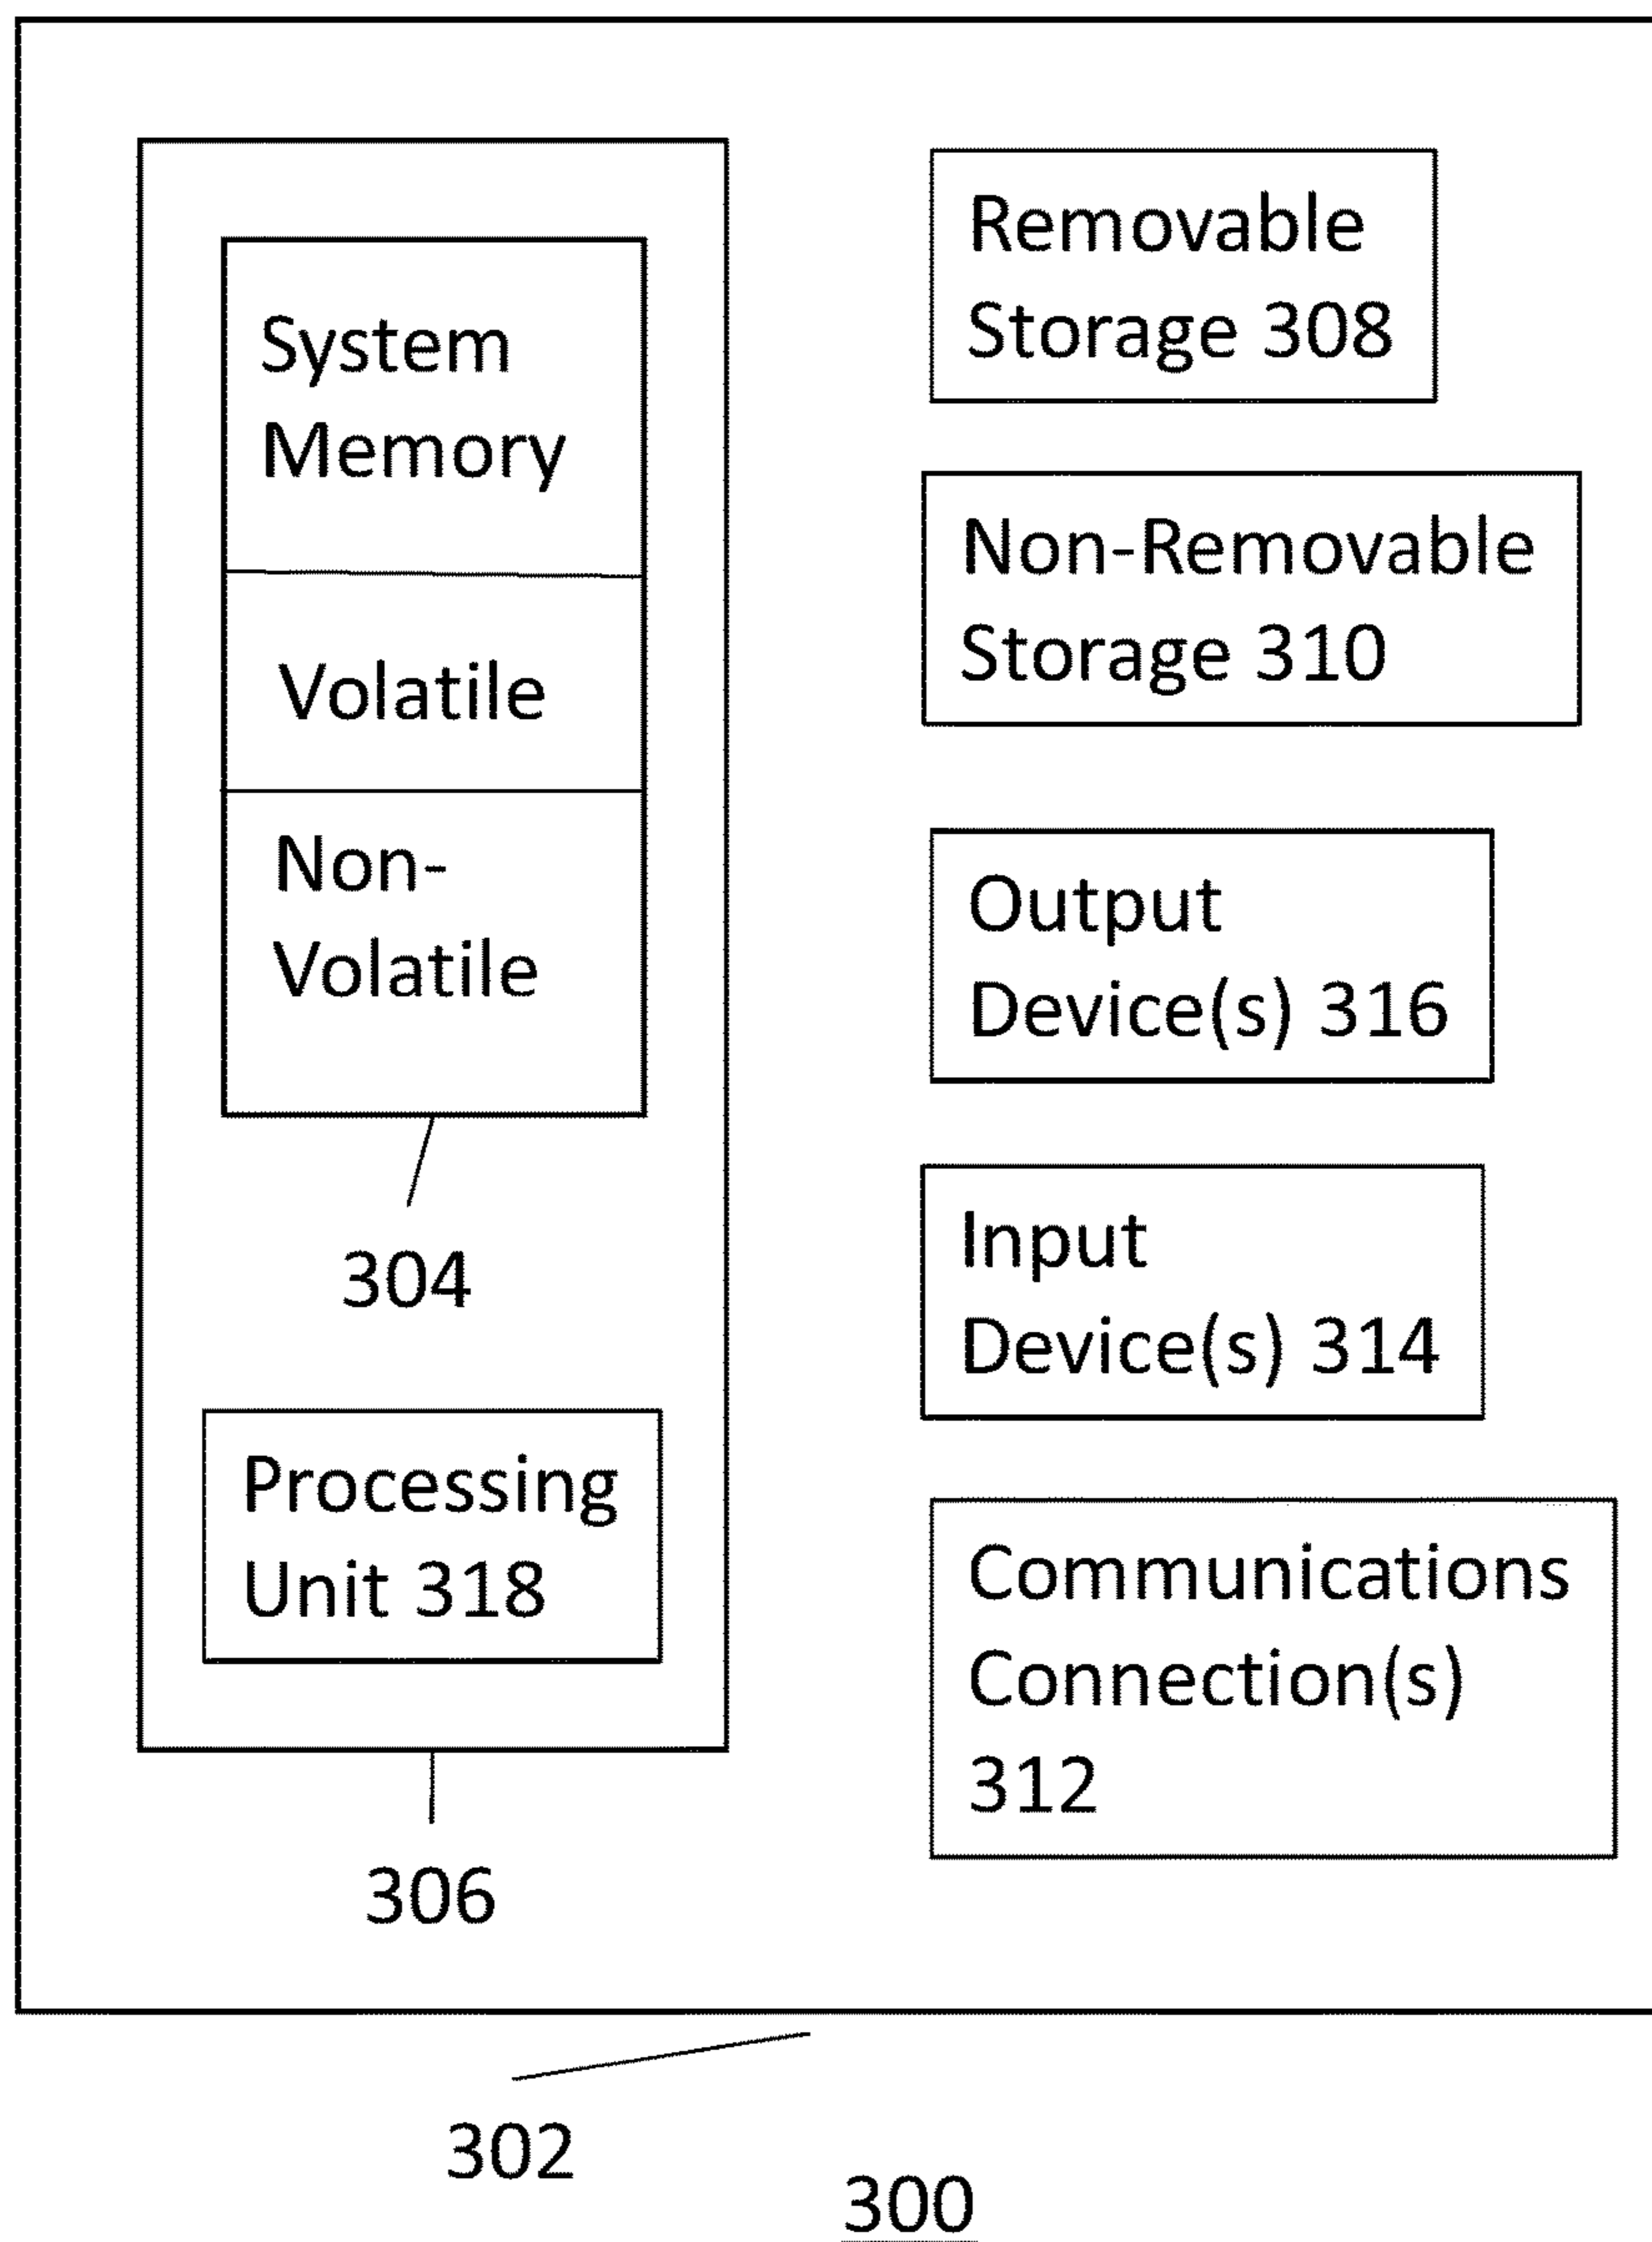 System
Memory
Volatile
Non-
Volatile
304
Processing
Unit 318
306
Removable
Storage 308
Non-Removable
Storage 310
Output
Device(s) 316
Input
Device(s) 314
Communications
Connection(s)
312
302
300